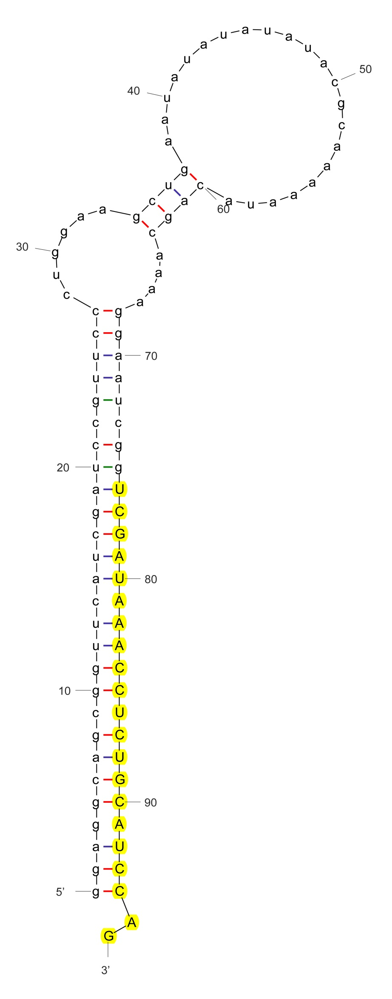 u a u a
a u
u a
50
a c
40 u g
a c
a a
g a
u c a
c a a u a
g g 60
a a c
g
30 g a
u a
c a
a
c g
c g
u a 70
u a
g u
c c
c g
20 u g
a U
g C
c G
u A
a U 80
c A
u A
u A
g C
10 g C
c U
g C
a U
c G
g C 90
g A
a U
g C
5’ g C
A
G
3’